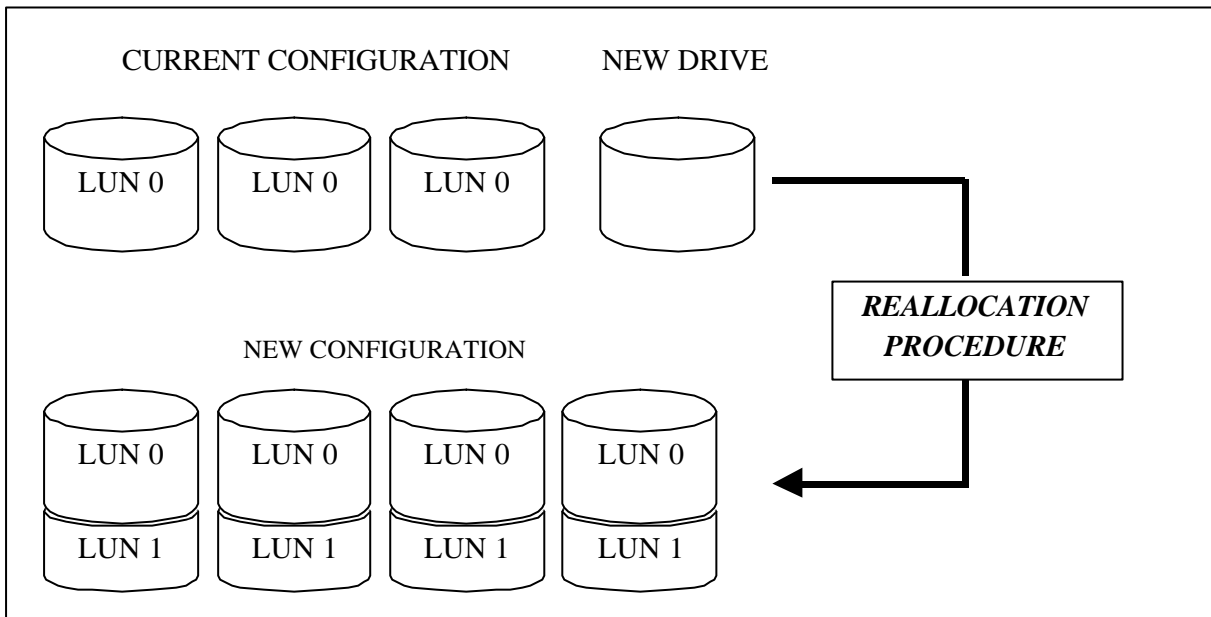 CURRENT CONFIGURATION NEW DRIVE
LUN 0 LUN 0 LUN 0
REALLOCATION
PROCEDURE
NEW CONFIGURATION
LUN 0 LUN 0 LUN 0 LUN 0
LUN 1 LUN 1 LUN 1 LUN 1